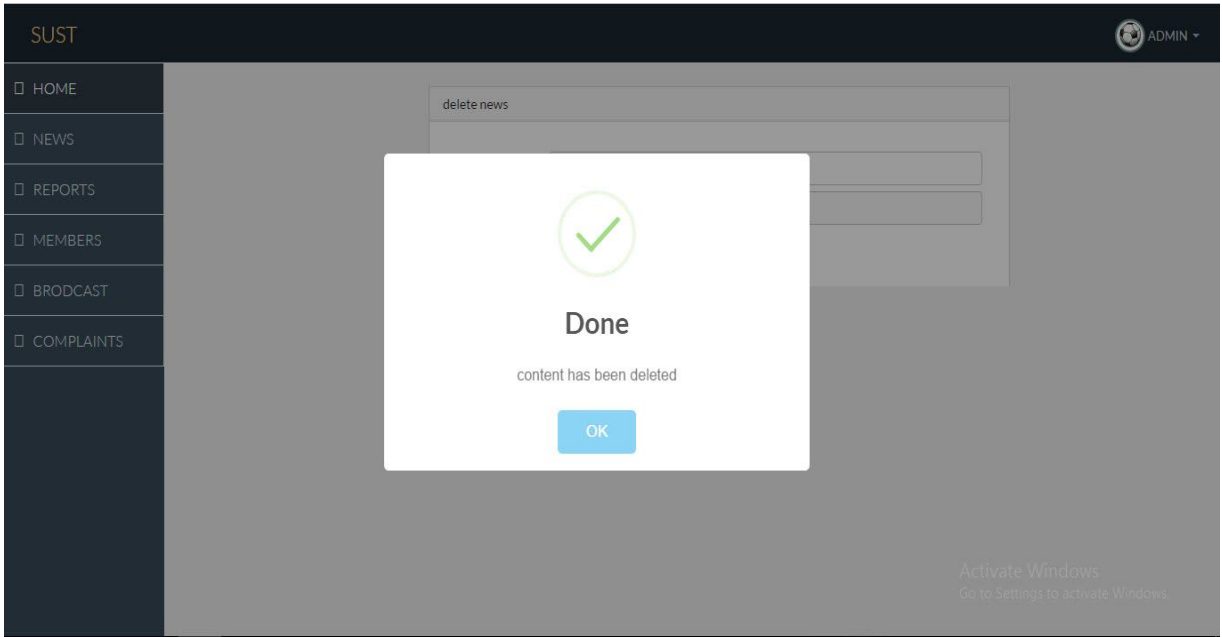 SUST
ADMIN
HOME
NEWS
REPORTS
MEMBERS
BRODCAST
COMPLAINTS
delete news
Done
content has been deleted
OK
Activate Windows
Go to Settings to activate Windows.